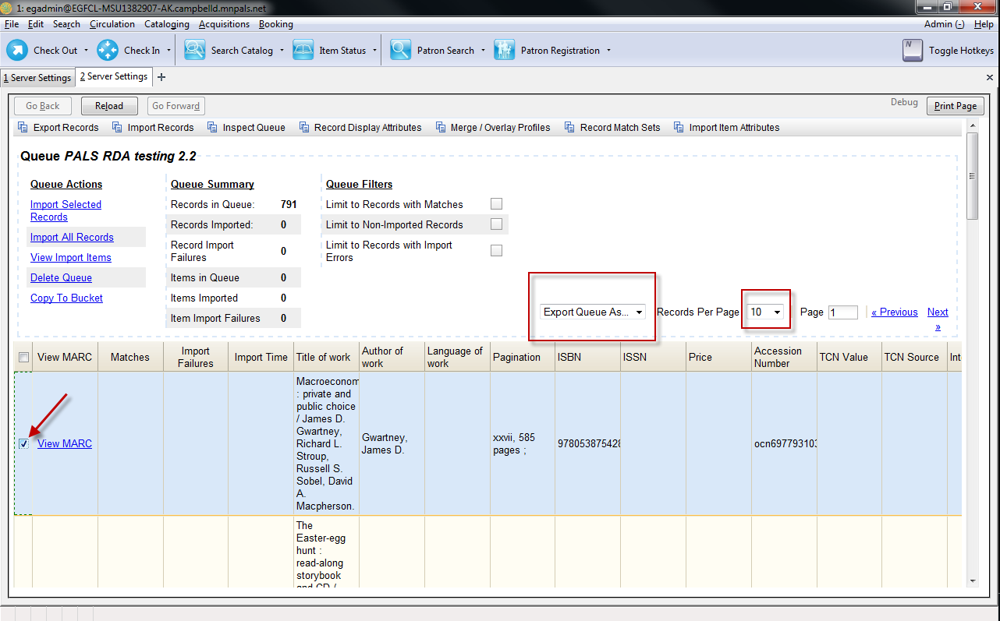 1: egadmin@EGFCL-MSU1382907-AK.campbelld.mnpals.net
File Edit Search Circulation Cataloging Acquisitions Booking Admin (-) Help
Check Out Check In Search Catalog Item Status Patron Search Patron Registration N Toggle Hotkeys
1 Server Settings 2 Server Settings +
Go Back Reload Go Forward Debug Print Page
Export Records Import Records Inspect Queue Record Display Attributes Merge / Overlay Profiles Record Match Sets Import Item Attributes
Queue PALS RDA testing 2.2
Queue Actions
Import Selected
Records
Import All Records
View Import Items
Delete Queue
Copy To Bucket
Queue Summary
Records in Queue: 791
Records Imported: 0
Record Import
Failures 0
Items in Queue 0
Items Imported 0
Item Import Failures 0
Queue Filters
Limit to Records with Matches
Limit to Non-Imported Records
Limit to Records with Import
Errors
Export Queue As... Records Per Page 10 Page 1 « Previous Next
»
View MARC Matches Import
Failures Import Time Title of work Author of
work Language of
work Pagination ISBN ISSN Price Accession
Number TCN Value TCN Source Int
View MARC
Macroeconom
: private and
public choice
/ James D.
Gwartney,
Richard L.
Stroup,
Russell S.
Sobel, David
A.
Macpherson.
Gwartney,
James D.
xxvii, 585
pages ;
978053875428
ocn697793103
The
Easter-egg
hunt :
read-along
storybook
and CD /